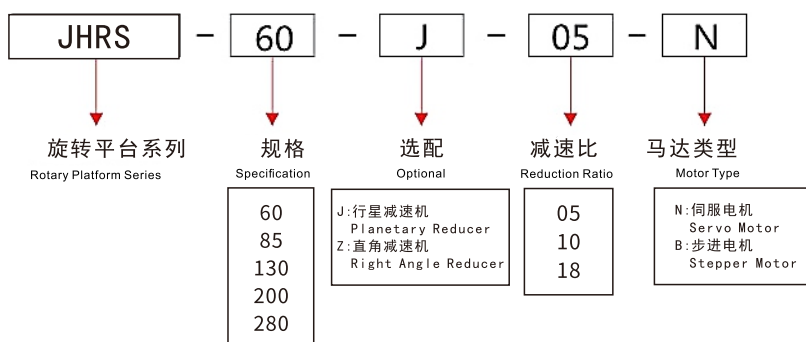 JHRS - 60 - J - 05 - N
旋转平台系列
Rotary Platform Series
规格
Specification
60
85
130
200
280
选配
Optional
J:行星减速机
Planetary Reducer
Z:直角减速机
Right Angle Reducer
减速比
Reduction Ratio
05
10
18
马达类型
Motor Type
N:伺服电机
Servo Motor
B:步进电机
Stepper Motor